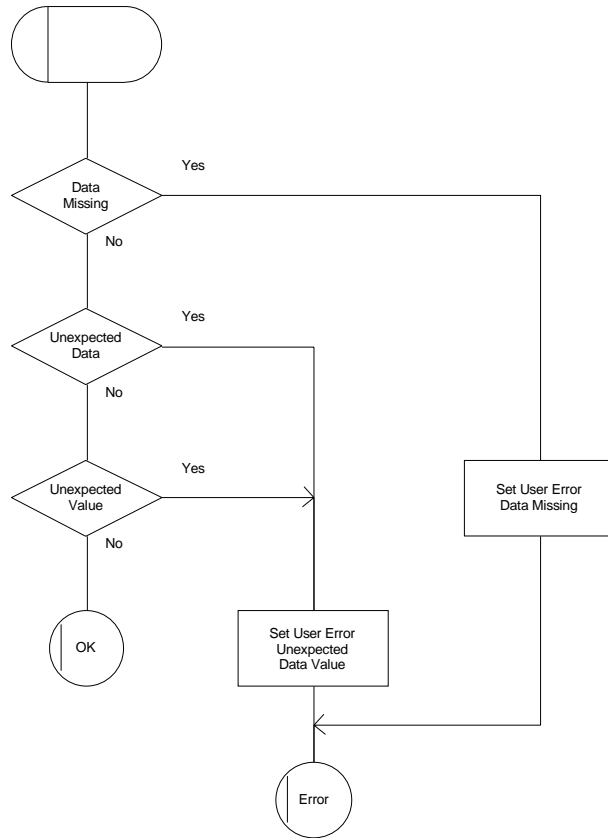 Yes
Data
Missing
No
Yes
Unexpected
Data
No
Yes
Unexpected
Value
No
Set User Error
Data Missing
OK
Set User Error
Unexpected
Data Value
Error